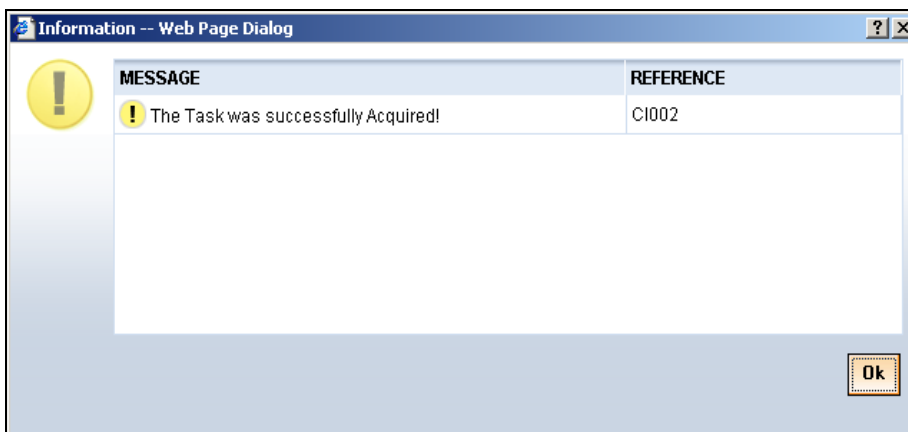 Information -- Web Page Dialog
MESSAGE REFERENCE
The Task was successfully Acquired! CI002
Ok